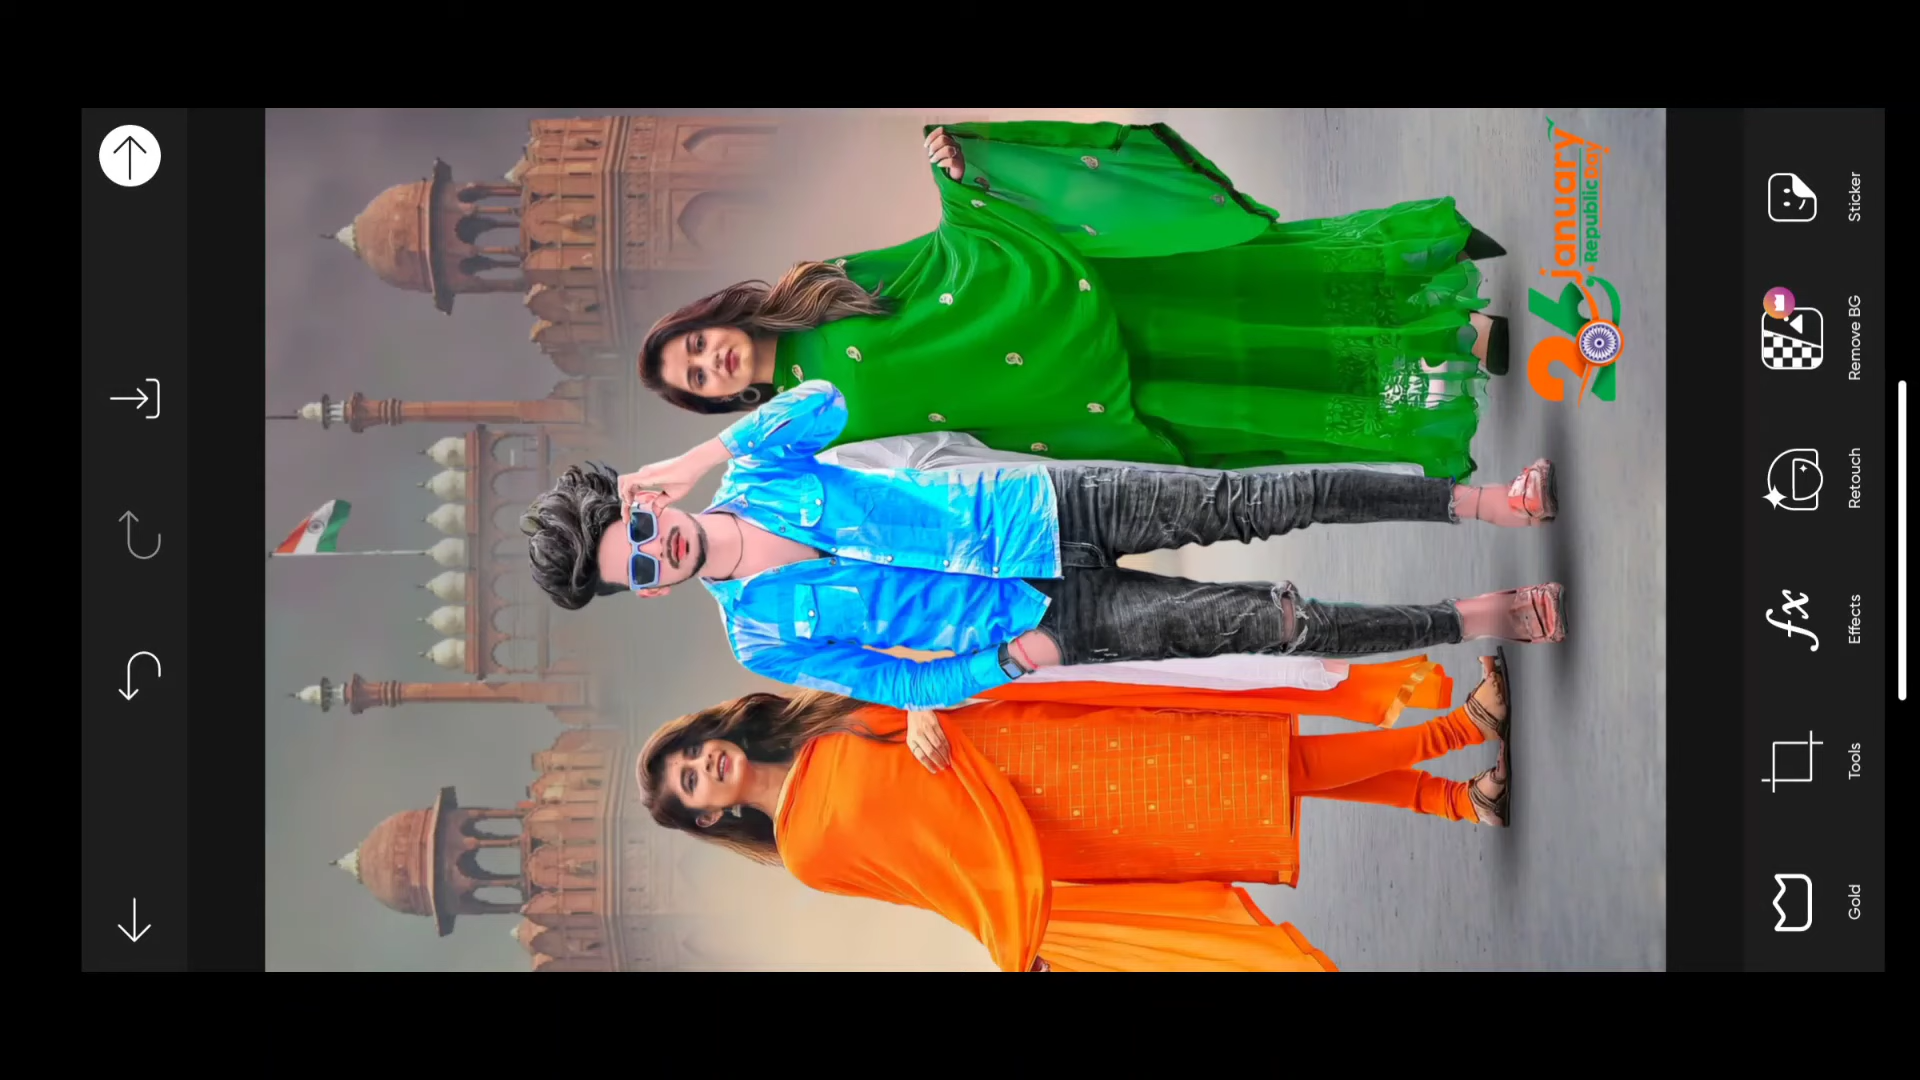 26 January
Republic Day
Gold
Tools
Effects
Retouch
Remove BG
Sticker